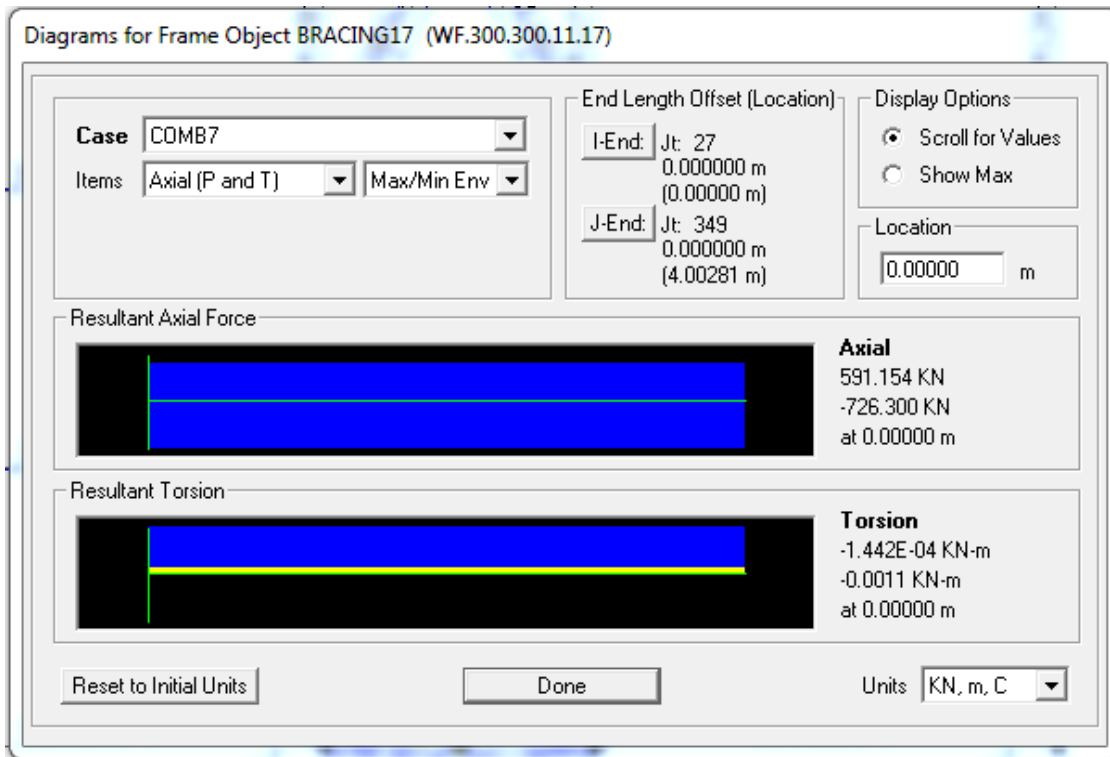 Diagrams for Frame Object BRACING17 (WF.300.300.11.17)
Case COMB7
Items Axial (P and T) Max/Min Env
End Length Offset (Location)
I-End: Jt: 27
0.000000 m
(0.00000 m)
J-End: Jt: 349
0.000000 m
(4.00281 m)
Display Options
Scroll for Values
Show Max
Location
0.00000 m
Resultant Axial Force
Axial
591.154 KN
-726.300 KN
at 0.00000 m
Resultant Torsion
Torsion
-1.442E-04 KN-m
-0.0011 KN-m
at 0.00000 m
Reset to Initial Units Done Units KN, m, C